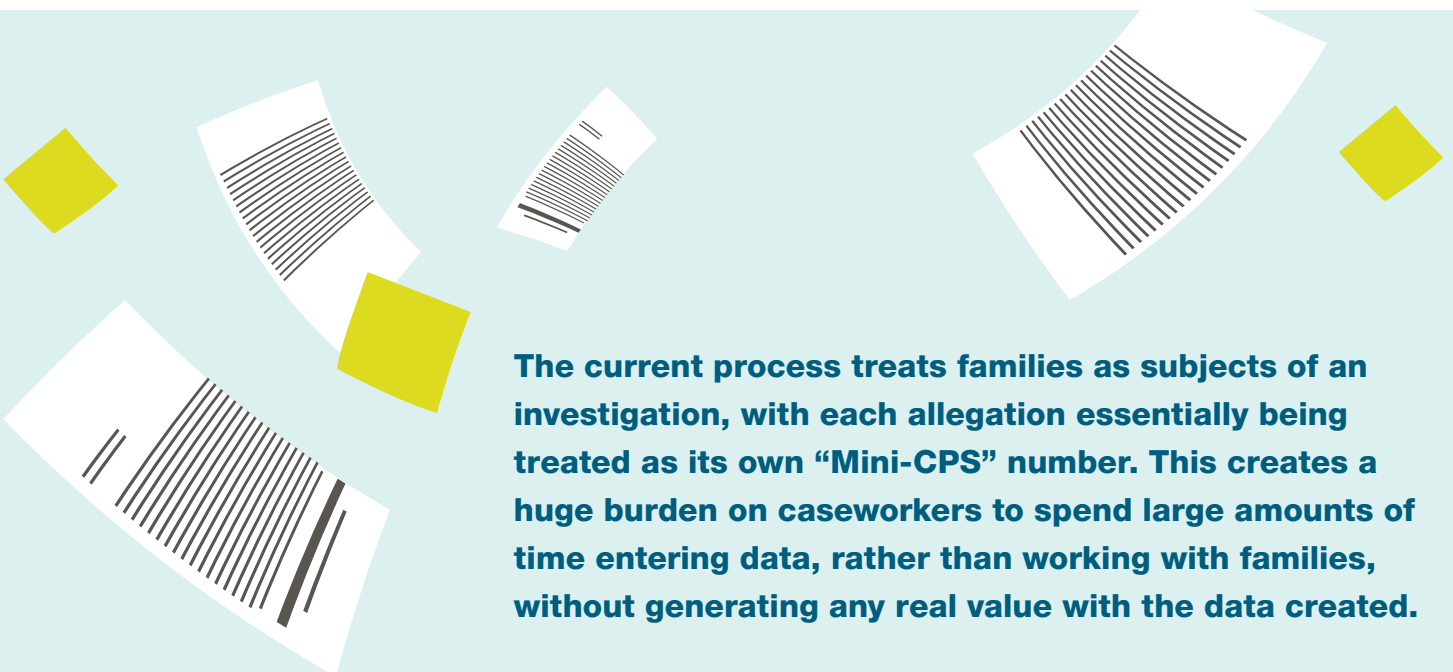 The current process treats families as subjects of an
investigation, with each allegation essentially being
treated as its own “Mini-CPS” number. This creates a
huge burden on caseworkers to spend large amounts of
time entering data, rather than working with families,
without generating any real value with the data created.